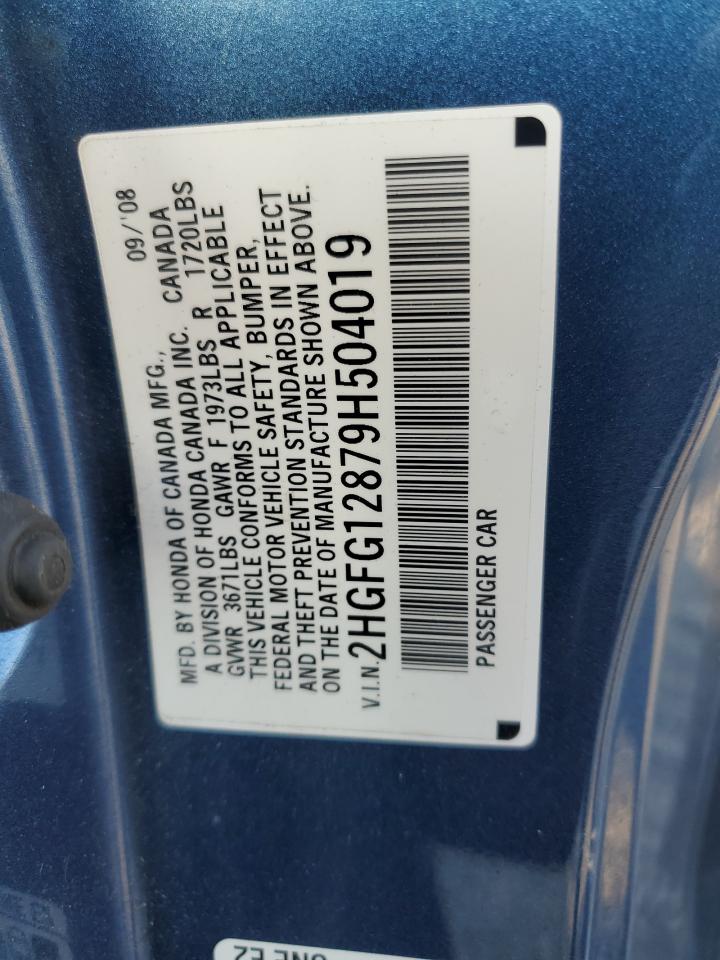 09/'08
MFD. BY HONDA OF CANADA MFG.,
A DIVISION OF HONDA CANADA INC. CANADA
GVWR 3671LBS GAWR F 1973LBS R 1720LBS
THIS VEHICLE CONFORMS TO ALL APPLICABLE
FEDERAL MOTOR VEHICLE SAFETY, BUMPER,
AND THEFT PREVENTION STANDARDS IN EFFECT
ON THE DATE OF MANUFACTURE SHOWN ABOVE.
V.I.N. 2HGFG12879H504019
PASSENGER CAR